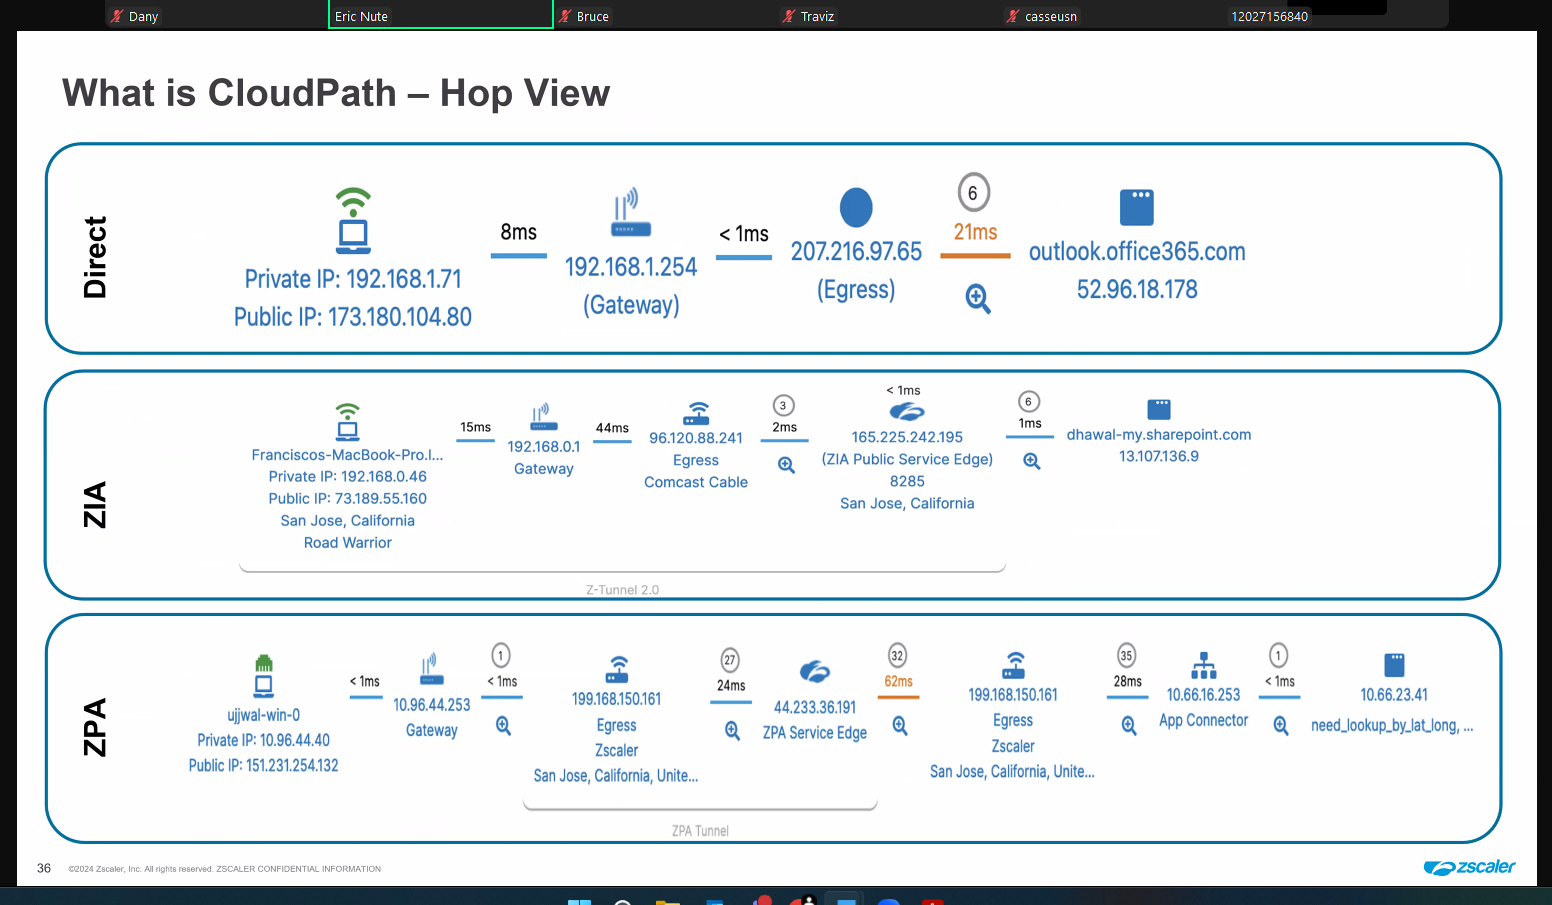 Dany
Eric Nute
Bruce
Traviz
casseusn
12027156840
What is CloudPath – Hop View
Direct
Private IP: 192.168.1.71
Public IP: 173.180.104.80
8ms
192.168.1.254
(Gateway)
< 1ms
207.216.97.65
(Egress)
6
21ms
outlook.office365.com
52.96.18.178
ZIA
Franciscos-MacBook-Pro.l...
Private IP: 192.168.0.46
Public IP: 73.189.55.160
San Jose, California
Road Warrior
15ms
192.168.0.1
Gateway
44ms
96.120.88.241
Egress
Comcast Cable
3
2ms
< 1ms
165.225.242.195
(ZIA Public Service Edge)
8285
San Jose, California
6
1ms
dhawal-my.sharepoint.com
13.107.136.9
Z-Tunnel 2.0
ZPA
ujjwal-win-0
Private IP: 10.96.44.40
Public IP: 151.231.254.132
< 1ms
10.96.44.253
Gateway
1
< 1ms
199.168.150.161
Egress
Zscaler
San Jose, California, Unite...
27
24ms
44.233.36.191
ZPA Service Edge
32
62ms
199.168.150.161
Egress
Zscaler
San Jose, California, Unite...
35
28ms
10.66.16.253
App Connector
1
< 1ms
10.66.23.41
need_lookup_by_lat_long, ...
ZPA Tunnel
36
©2024 Zscaler, Inc. All rights reserved. ZSCALER CONFIDENTIAL INFORMATION
zscaler